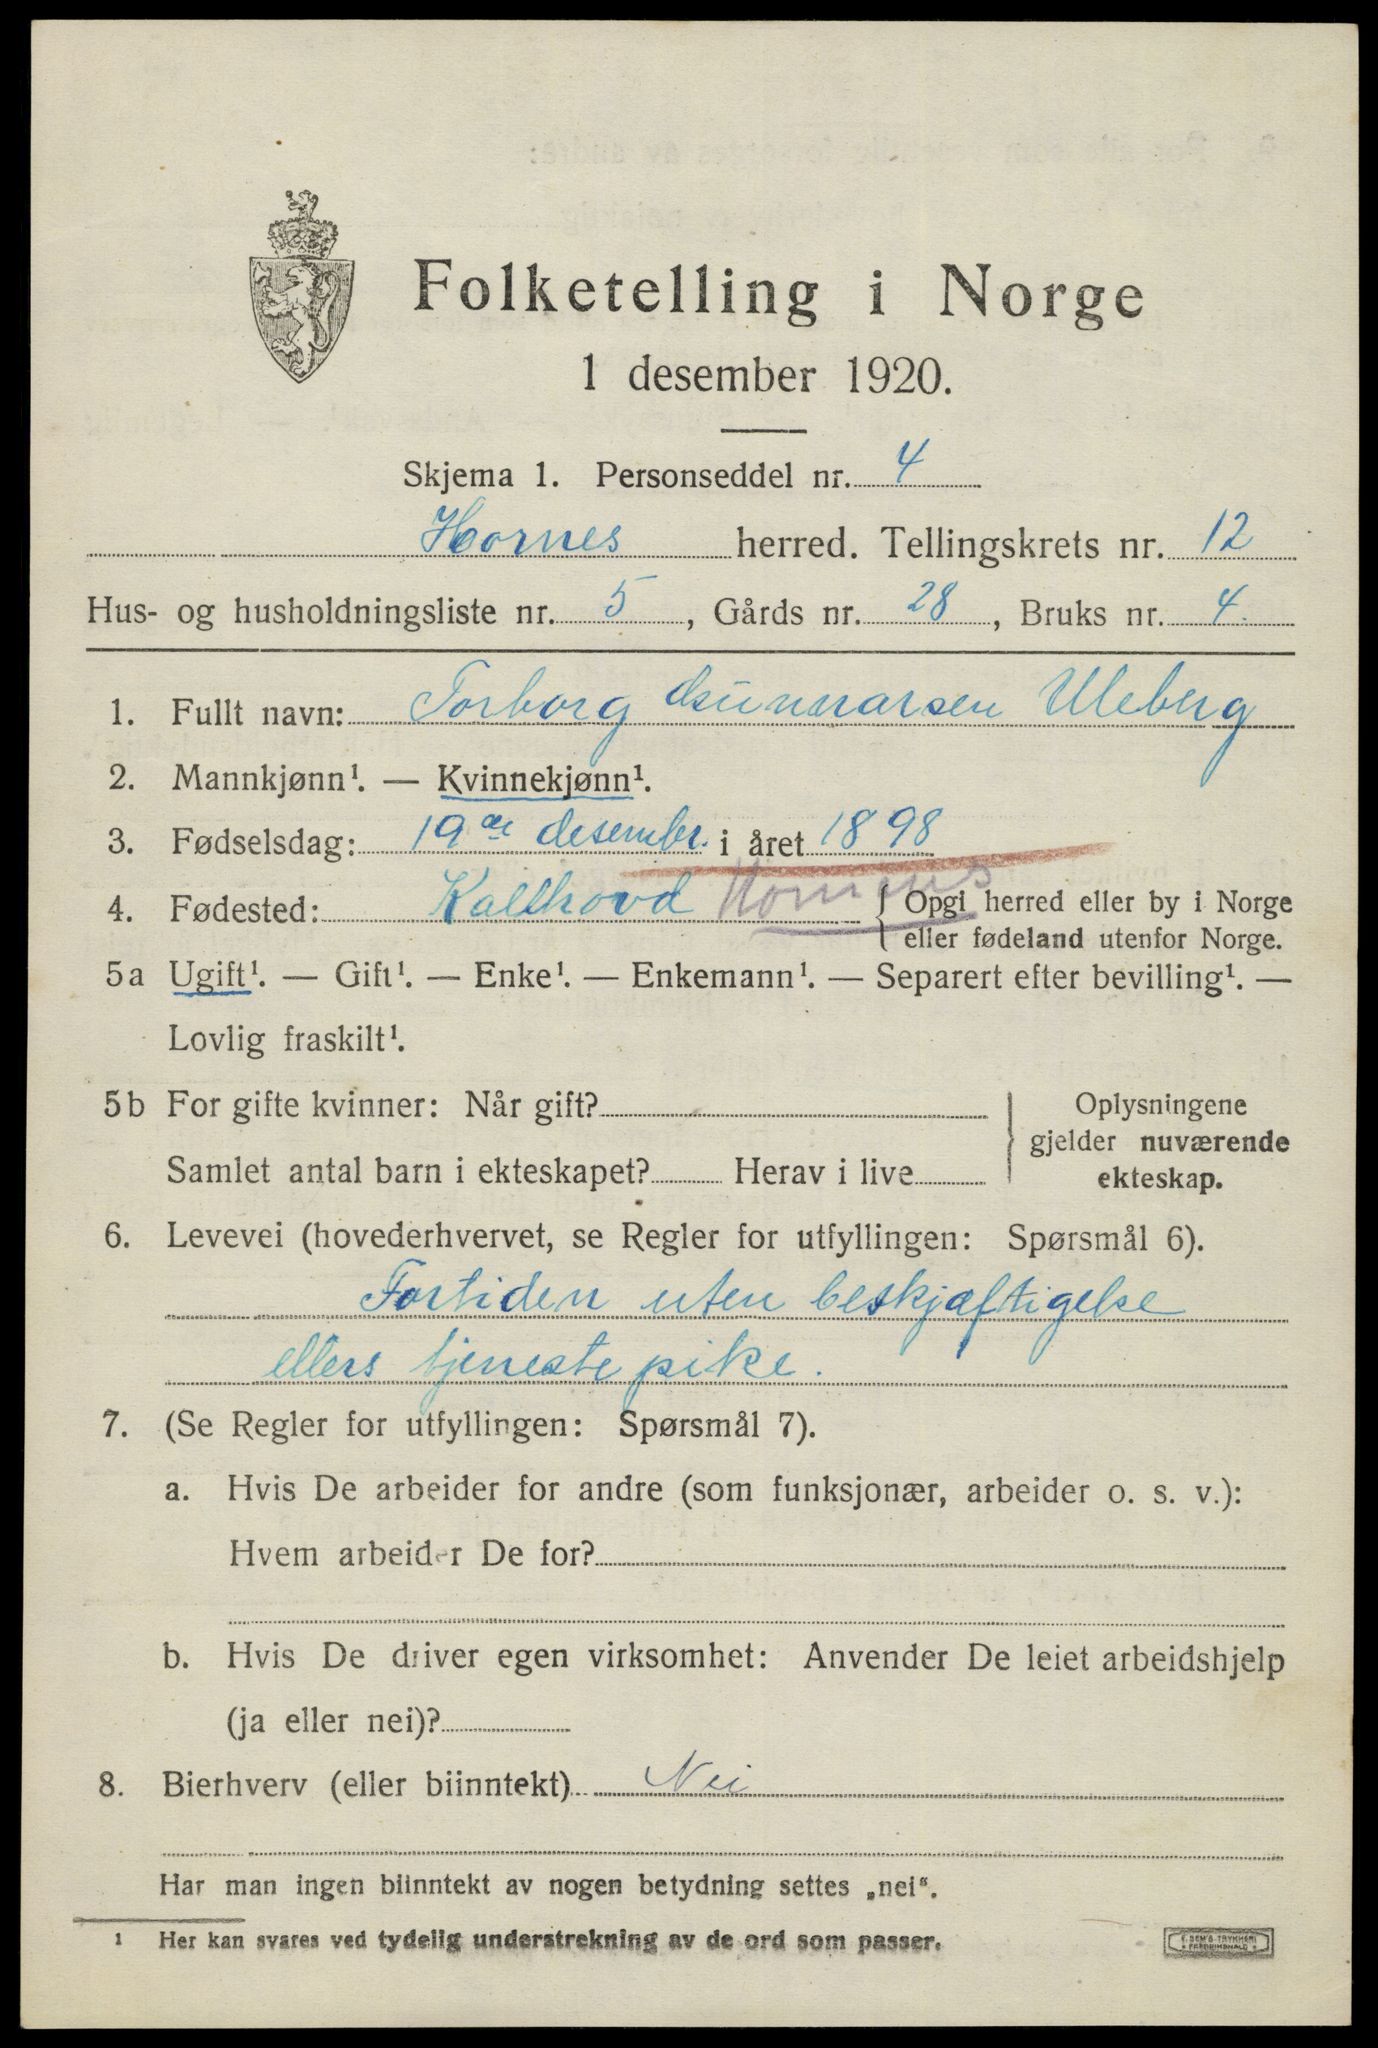 Folketelling i Norge
1 desember 1920.
Skjema 1. Personseddel nr. 4
Hornes herred. Tellingskrets nr. 12
Hus- og husholdningsliste nr. 5, Gårds nr. 28, Bruks nr. 4.
1. Fullt navn: Torborg Gunnarsen Uleberg
2. Mannkjønn¹. — Kvinnekjønn¹.
3. Fødselsdag: 19de desembr. i året 1898
4. Fødested: Kallhovd Hornnes { Opgi herred eller by i Norge
eller fødeland utenfor Norge.
5a Ugift¹. — Gift¹. — Enke¹. — Enkemann¹. — Separert efter bevilling¹. —
Lovlig fraskilt¹.
5b For gifte kvinner: Når gift? } Oplysningene
gjelder nuværende
Samlet antal barn i ekteskapet? Herav i live
ekteskap.
6. Levevei (hovederhvervet, se Regler for utfyllingen: Spørsmål 6).
Fortiden uten beskjæftigelse
ellers tjenestepike.
7. (Se Regler for utfyllingen: Spørsmål 7).
a. Hvis De arbeider for andre (som funksjonær, arbeider o. s. v.):
Hvem arbeider De for?
b. Hvis De driver egen virksomhet: Anvender De leiet arbeidshjelp
(ja eller nei)?
8. Bierhverv (eller biinntekt) Nei
Har man ingen biinntekt av nogen betydning settes „nei“.
¹ Her kan svares ved tydelig understrekning av de ord som passer.